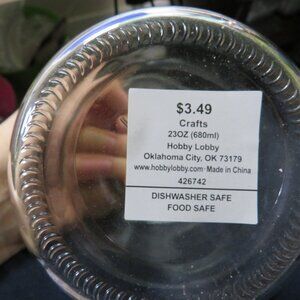 $3.49
Crafts
23OZ (680ml)
Hobby Lobby
Oklahoma City, OK 73179
www.hobbylobby.com • Made in China
426742
DISHWASHER SAFE
FOOD SAFE